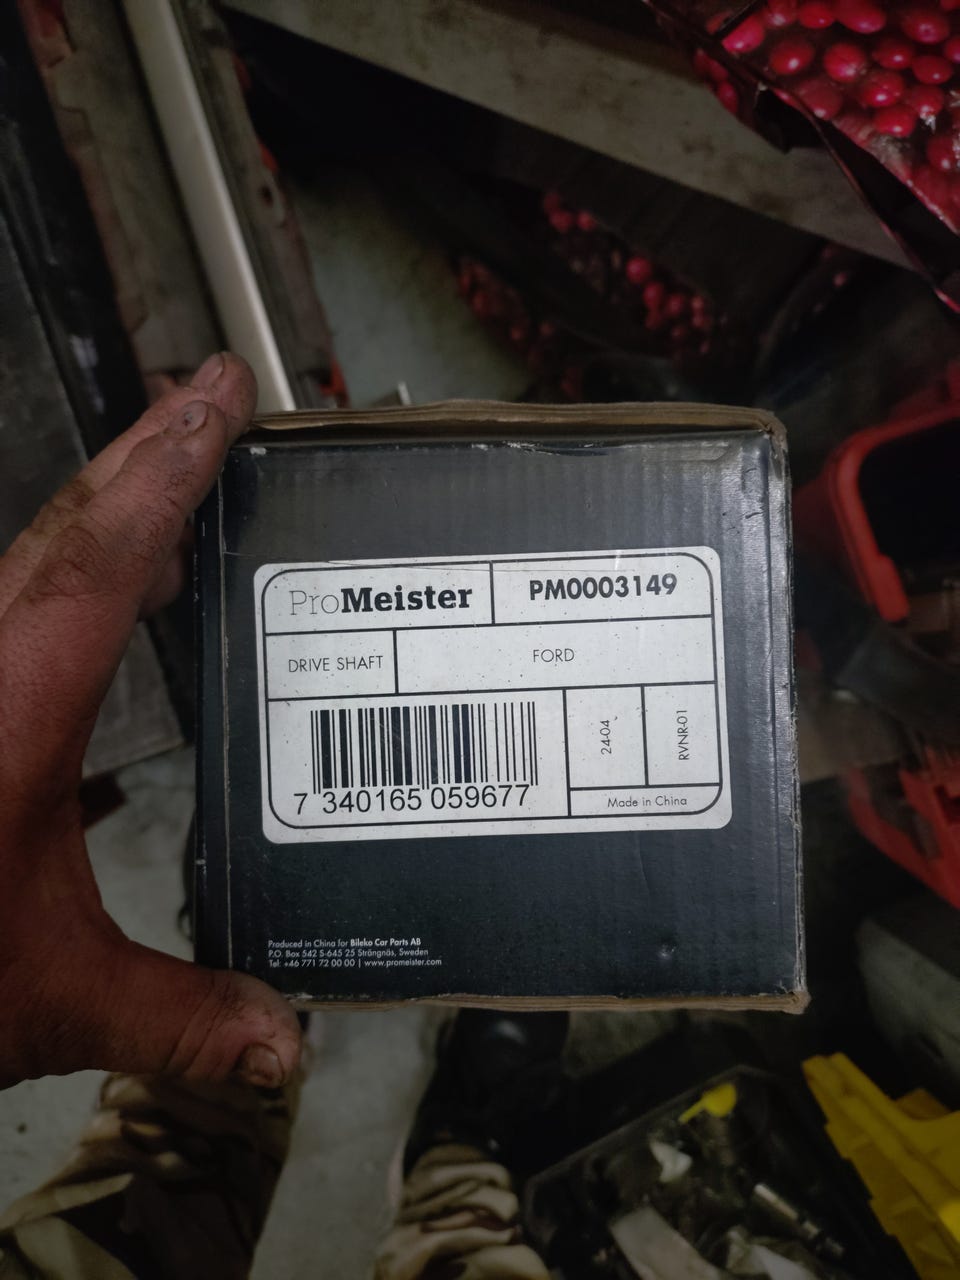 ProMeister
PM0003149
DRIVE SHAFT
FORD
7 340165 059677
24-04
RVNR-01
Made in China
Produced in China for Bileko Car Parts AB
P.O. Box 542 S-645 25 Strängnäs, Sweden
Tel: +46 771 72 00 00 | www.promeister.com